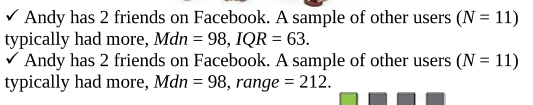 ✓ Andy has 2 friends on Facebook. A sample of other users (N = 11)
typically had more, Mdn = 98, IQR = 63.
✓ Andy has 2 friends on Facebook. A sample of other users (N = 11)
typically had more, Mdn = 98, range = 212.